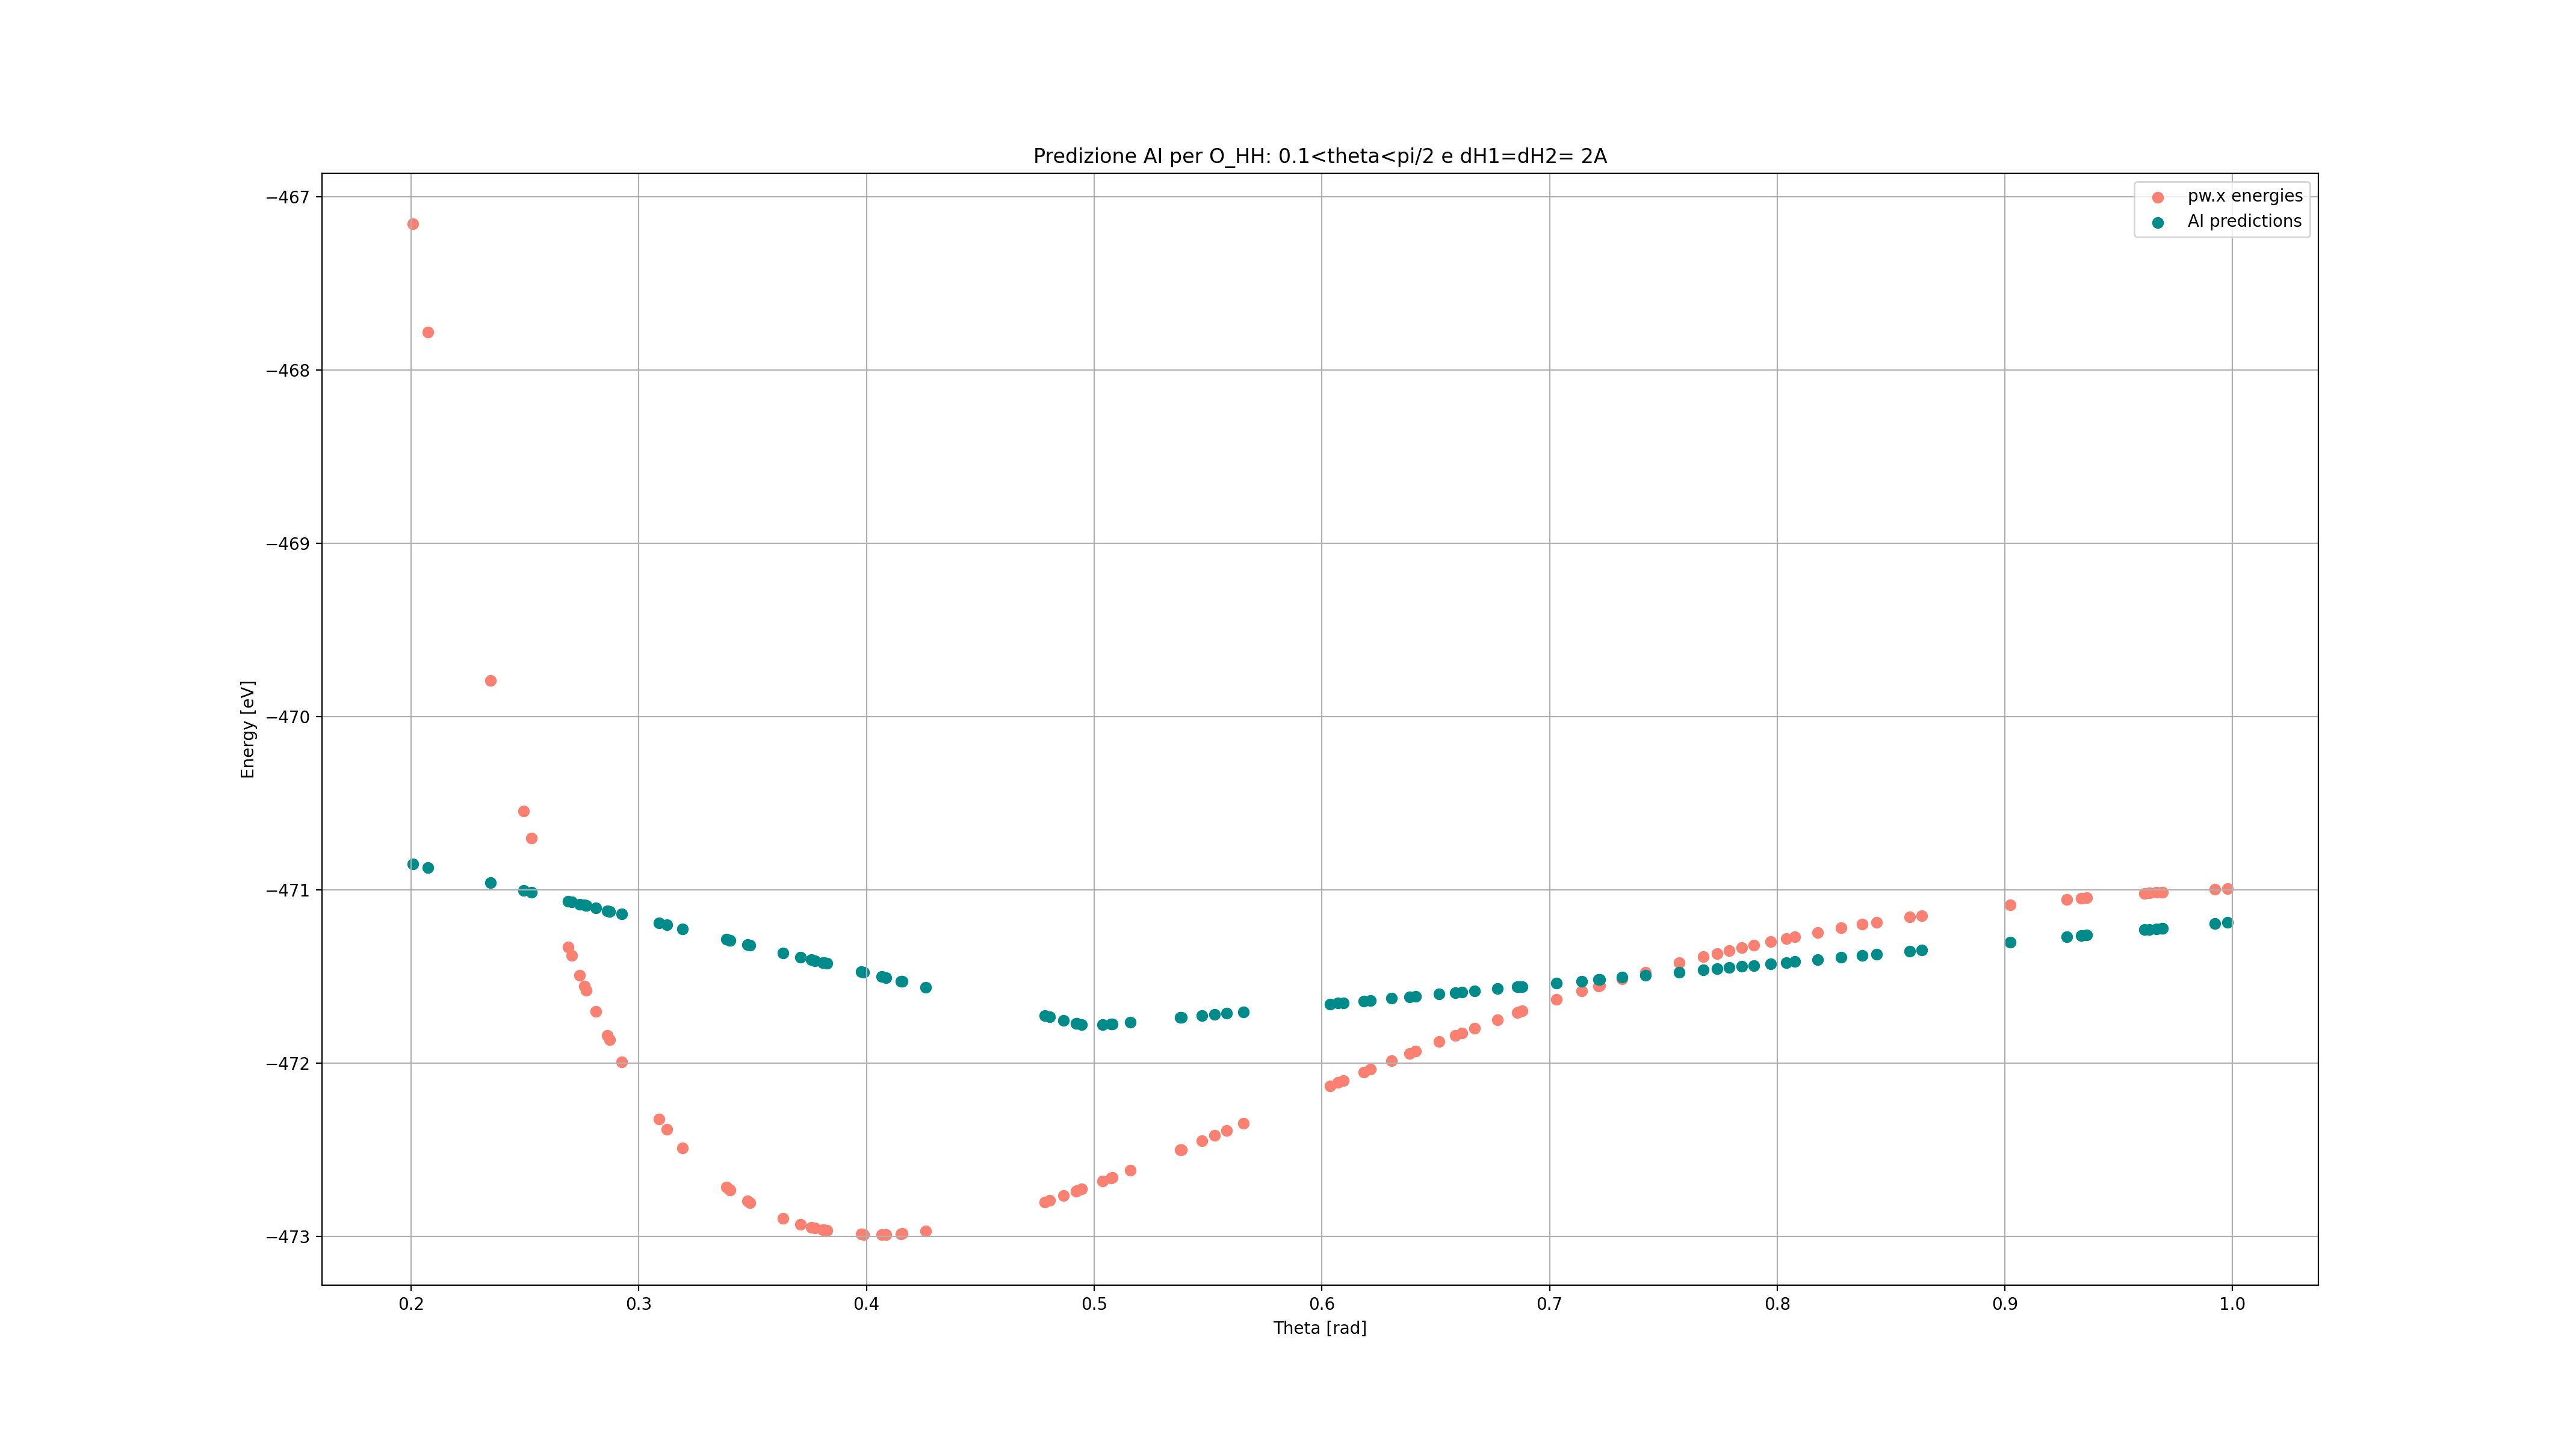 Predizione AI per O_HH: 0.1<theta<pi/2 e dH1=dH2= 2A
pw.x energies
AI predictions
Energy [eV]
−467
−468
−469
−470
−471
−472
−473
0.2 0.3 0.4 0.5 0.6 0.7 0.8 0.9 1.0
Theta [rad]